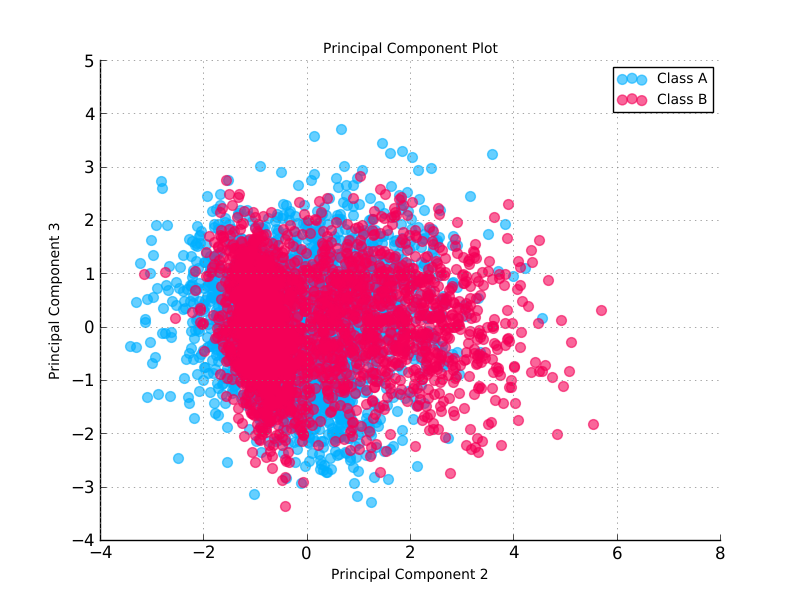 Principal Component Plot
Class A
Class B
5
4
3
2
1
0
−1
−2
−3
−4
Principal Component 3
−4 −2 0 2 4 6 8
Principal Component 2